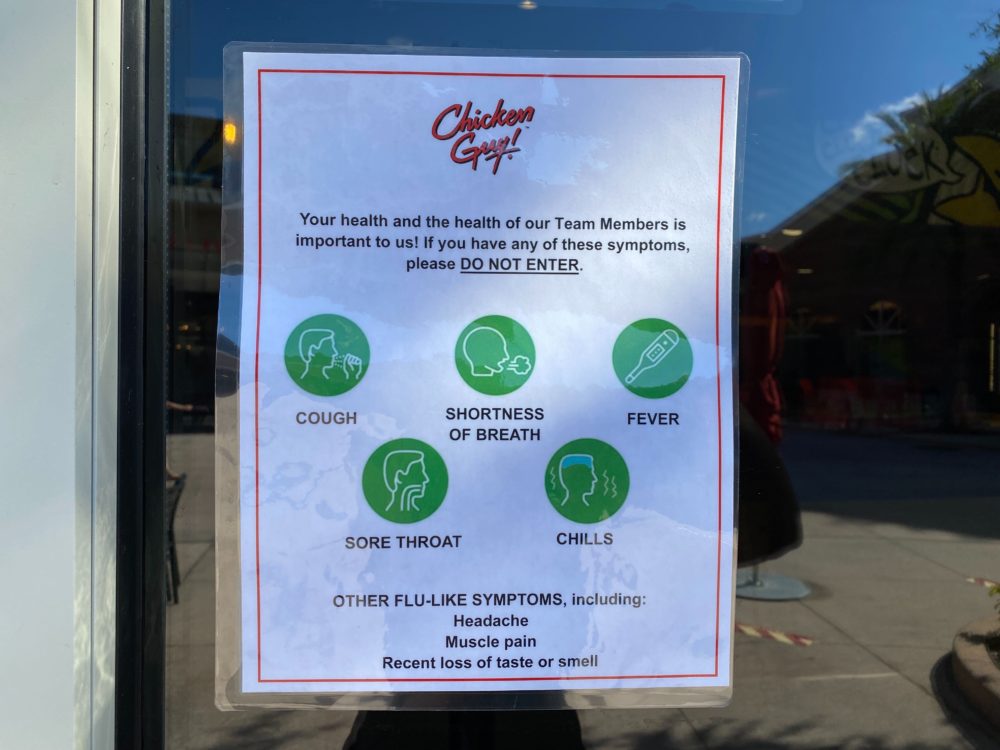 Chicken
Guy!™
Your health and the health of our Team Members is
important to us! If you have any of these symptoms,
please DO NOT ENTER.
COUGH
SHORTNESS
OF BREATH
FEVER
SORE THROAT
CHILLS
OTHER FLU-LIKE SYMPTOMS, including:
Headache
Muscle pain
Recent loss of taste or smell